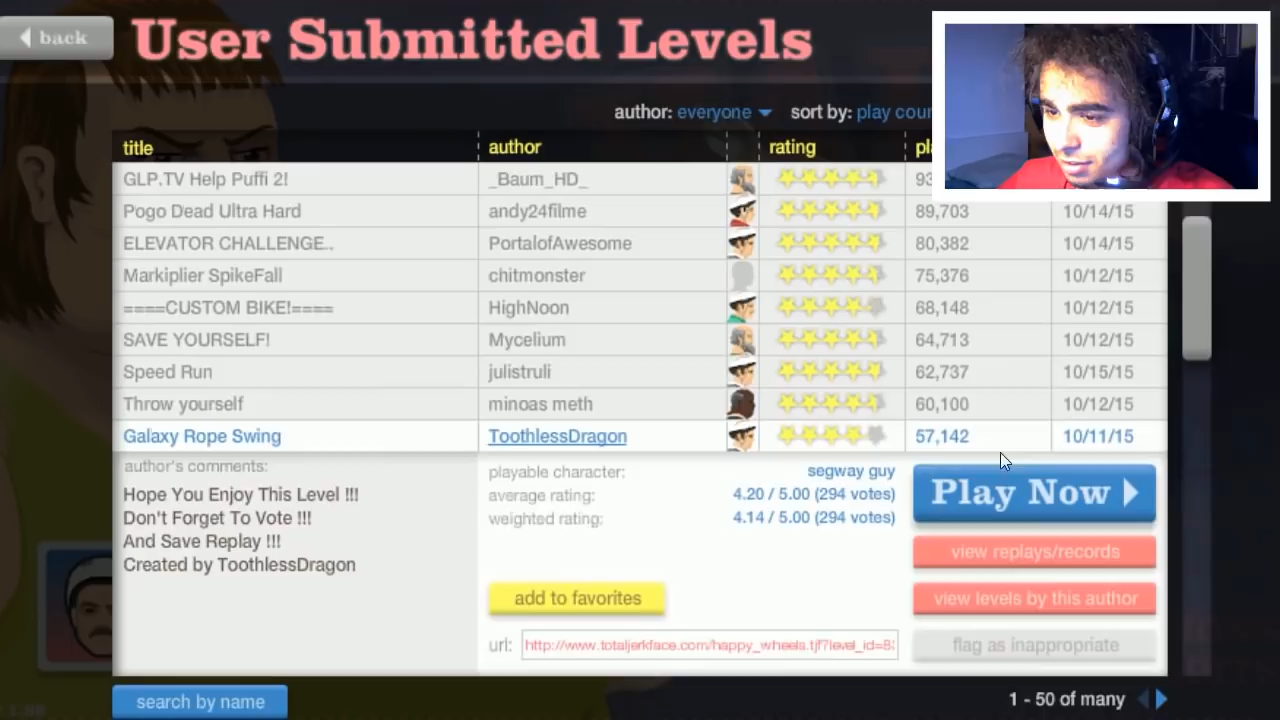 back
User Submitted Levels
author: everyone sort by: play coun
title author rating
GLP.TV Help Puffi 2! _Baum_HD_
Pogo Dead Ultra Hard andy24filme 89,703 10/14/15
ELEVATOR CHALLENGE.. PortalofAwesome 80,382 10/14/15
Markiplier SpikeFall chitmonster 75,376 10/12/15
====CUSTOM BIKE!==== HighNoon 68,148 10/12/15
SAVE YOURSELF! Mycelium 64,713 10/12/15
Speed Run julistruli 62,737 10/15/15
Throw yourself minoas meth 60,100 10/12/15
Galaxy Rope Swing ToothlessDragon 57,142 10/11/15
author's comments:
Hope You Enjoy This Level !!!
Don't Forget To Vote !!!
And Save Replay !!!
Created by ToothlessDragon
playable character: segway guy
average rating: 4.20 / 5.00 (294 votes)
weighted rating: 4.14 / 5.00 (294 votes)
add to favorites
url: http://www.totaljerkface.com/happy_wheels.tjf?level_id=8
Play Now
view replays/records
view levels by this author
flag as inappropriate
search by name
1 - 50 of many